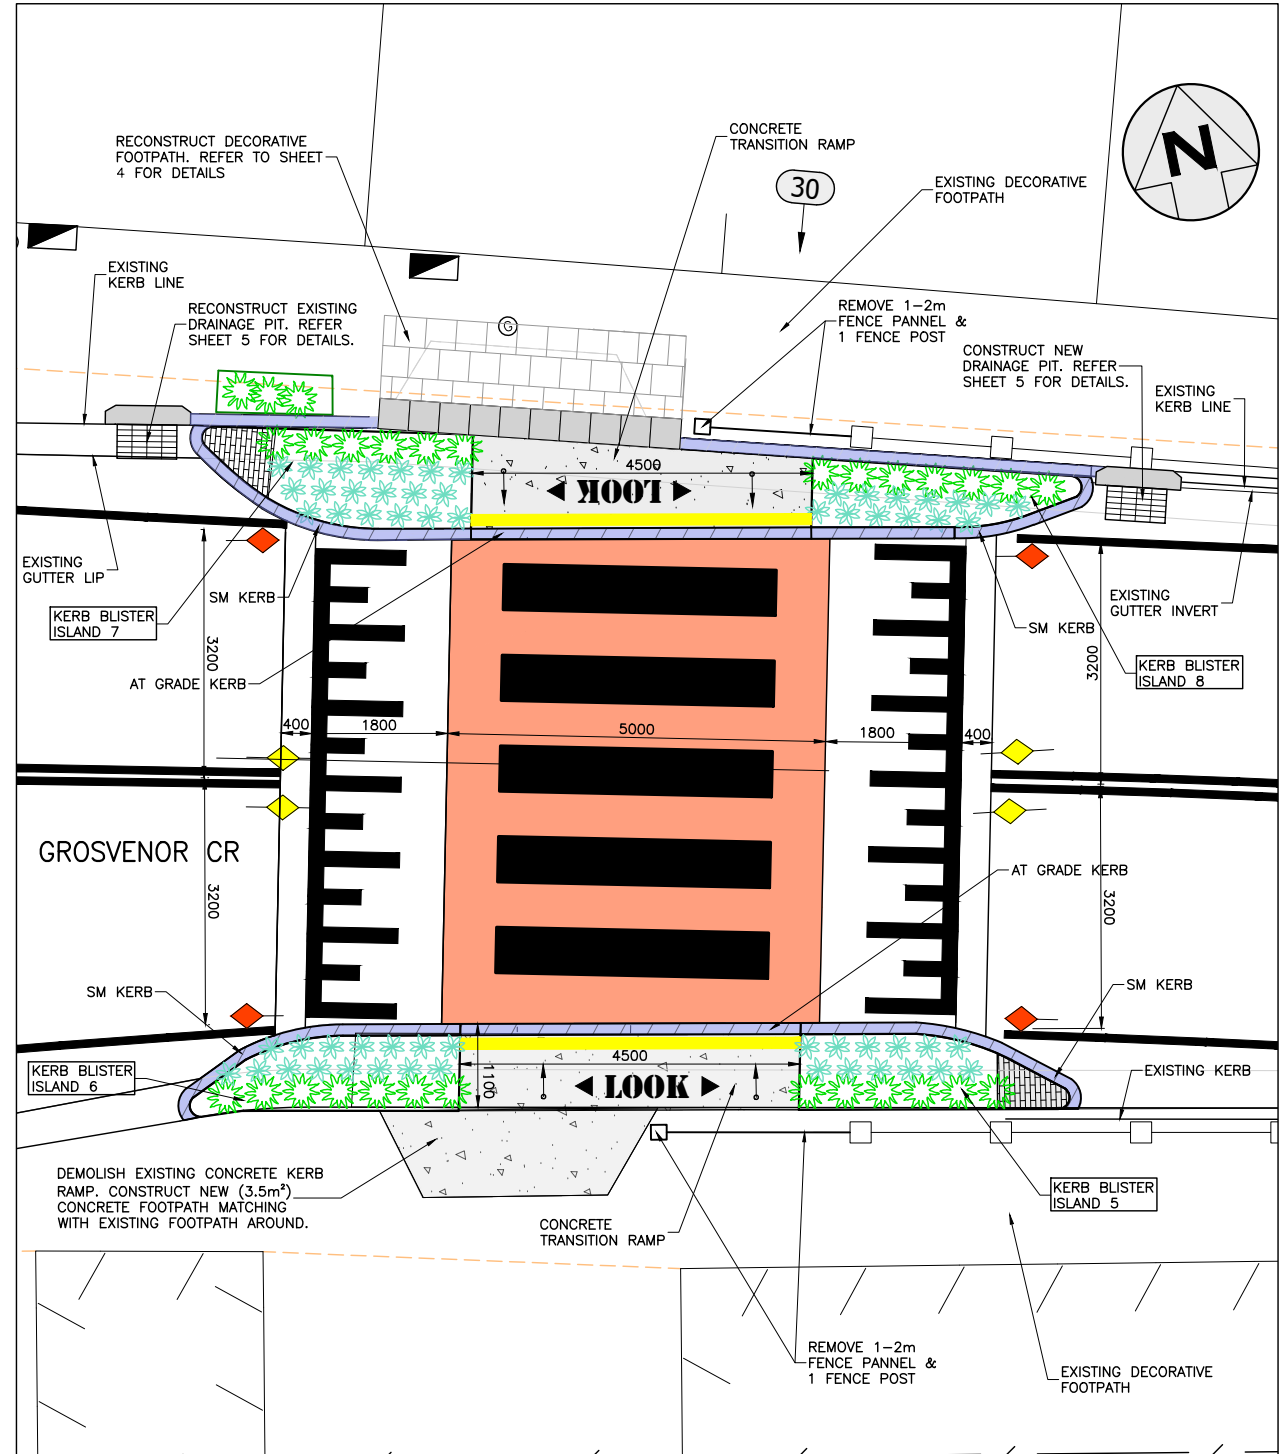 RECONSTRUCT DECORATIVE
FOOTPATH. REFER TO SHEET
4 FOR DETAILS
CONCRETE
TRANSITION RAMP
30
EXISTING DECORATIVE
FOOTPATH
N
EXISTING
KERB LINE
RECONSTRUCT EXISTING
DRAINAGE PIT. REFER
SHEET 5 FOR DETAILS.
G
REMOVE 1-2m
FENCE PANNEL &
1 FENCE POST
CONSTRUCT NEW
DRAINAGE PIT. REFER
SHEET 5 FOR DETAILS.
EXISTING
KERB LINE
4500
LOOK
EXISTING
GUTTER LIP
SM KERB
KERB BLISTER
ISLAND 7
EXISTING
GUTTER INVERT
SM KERB
KERB BLISTER
ISLAND 8
3200
3200
AT GRADE KERB
400
1800
5000
1800
400
GROSVENOR CR
AT GRADE KERB
3200
3200
SM KERB
SM KERB
KERB BLISTER
ISLAND 6
4500
1100
LOOK
EXISTING KERB
DEMOLISH EXISTING CONCRETE KERB
RAMP. CONSTRUCT NEW (3.5m²)
CONCRETE FOOTPATH MATCHING
WITH EXISTING FOOTPATH AROUND.
KERB BLISTER
ISLAND 5
CONCRETE
TRANSITION RAMP
REMOVE 1-2m
FENCE PANNEL &
1 FENCE POST
EXISTING DECORATIVE
FOOTPATH